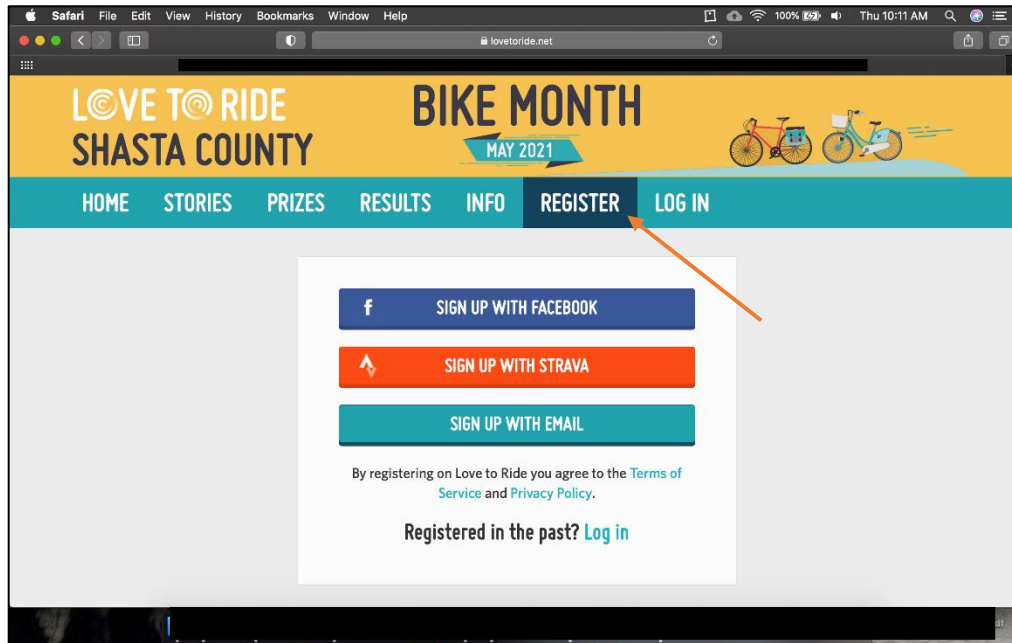 Safari File Edit View History Bookmarks Window Help 100% Thu 10:11 AM
lovetoride.net
LOVE TO RIDE
SHASTA COUNTY
BIKE MONTH
MAY 2021
HOME STORIES PRIZES RESULTS INFO REGISTER LOG IN
f SIGN UP WITH FACEBOOK
SIGN UP WITH STRAVA
SIGN UP WITH EMAIL
By registering on Love to Ride you agree to the Terms of
Service and Privacy Policy.
Registered in the past? Log in